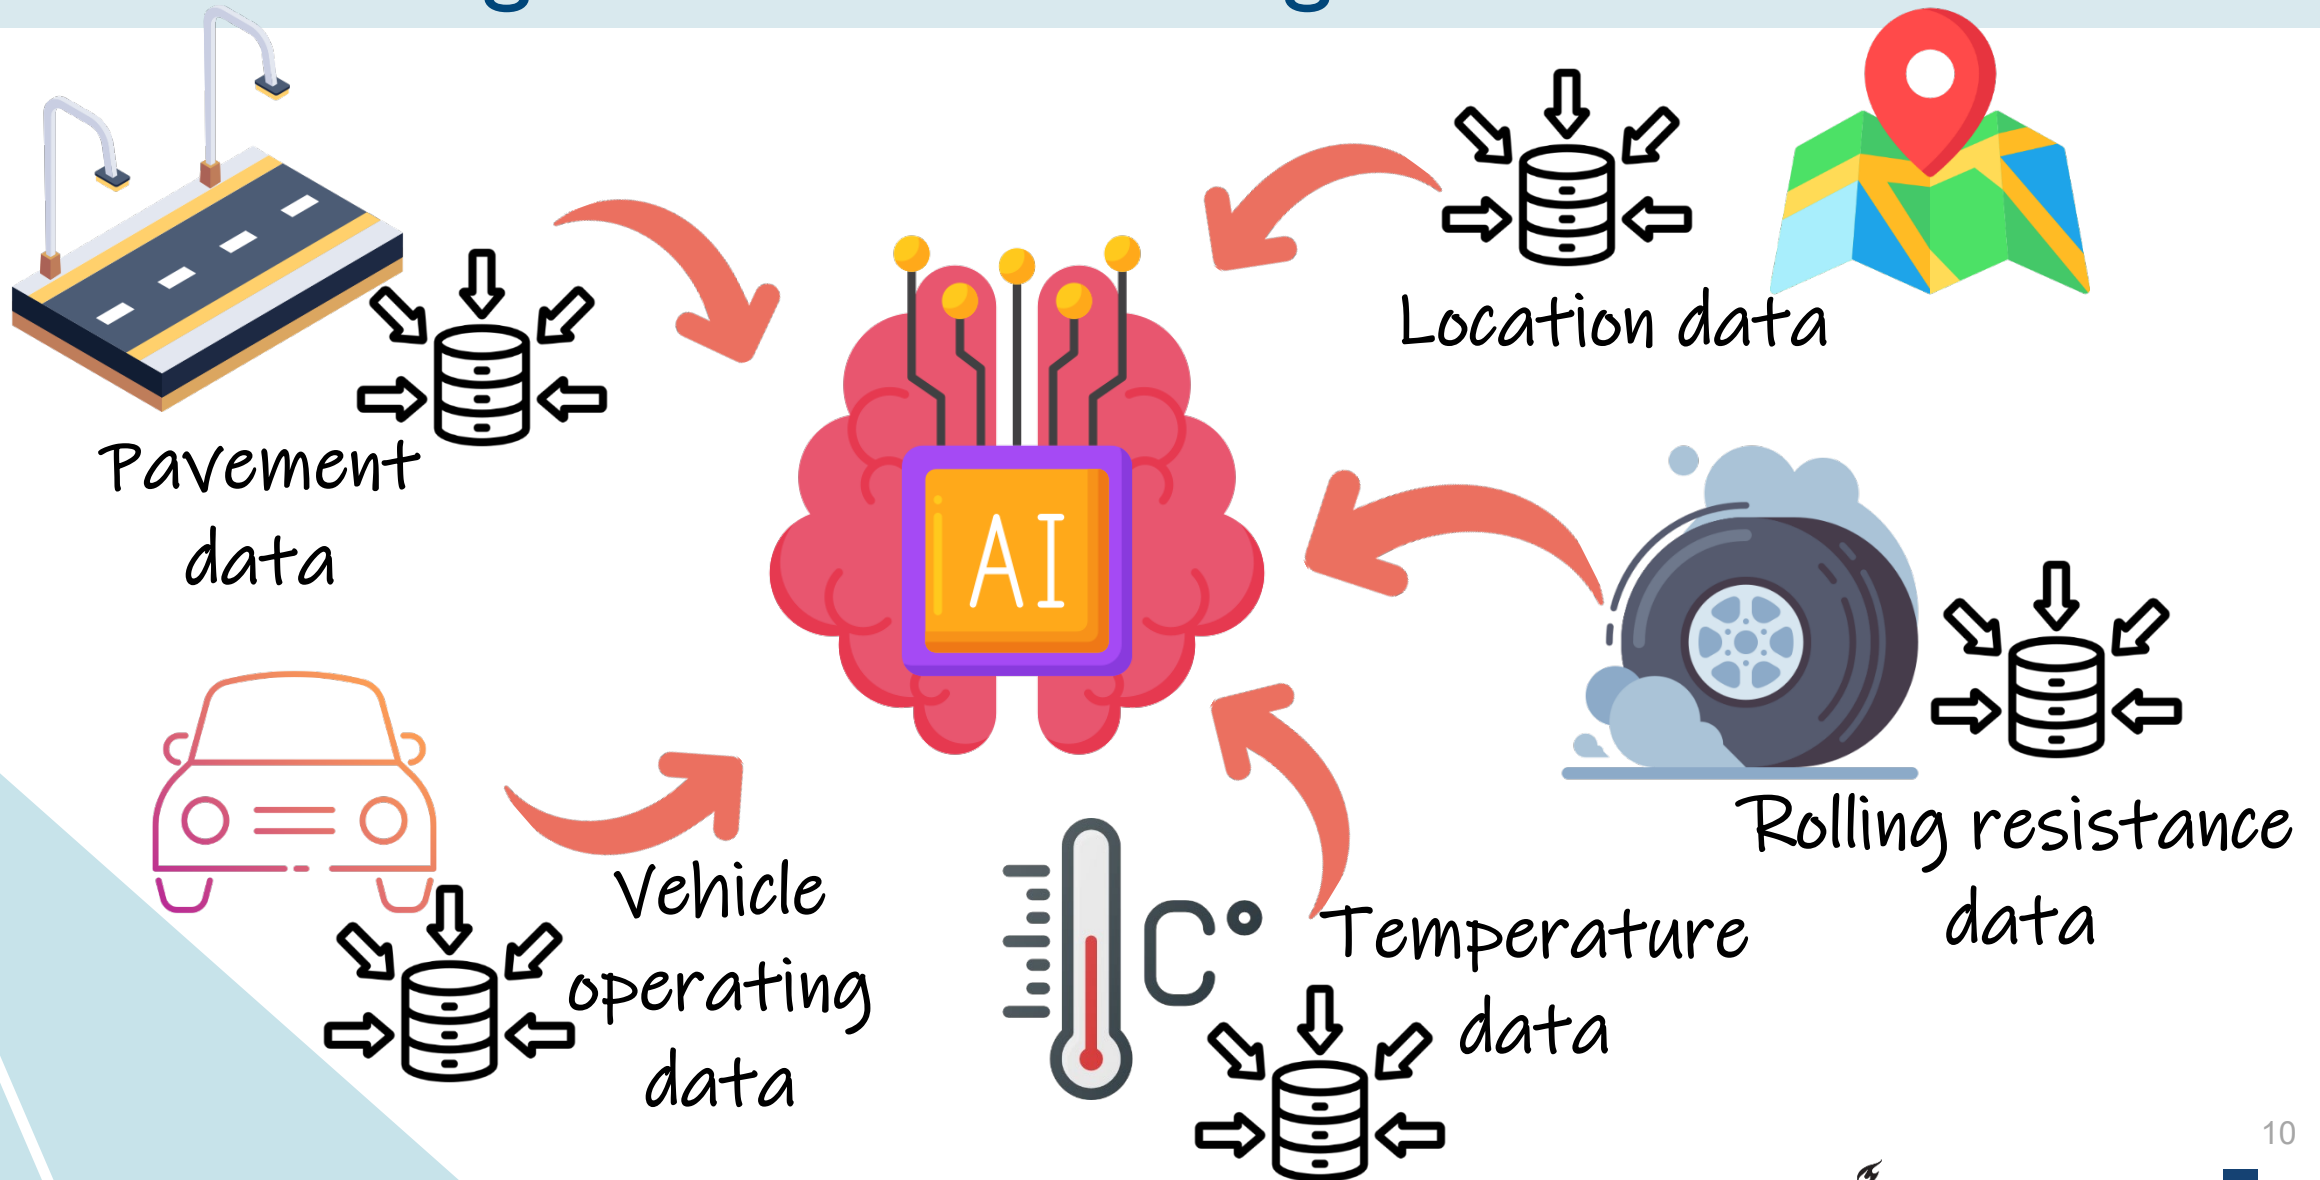 Location data
AI
Pavement
data
Rolling resistance
data
Vehicle
operating
data
C°
Temperature
data
10